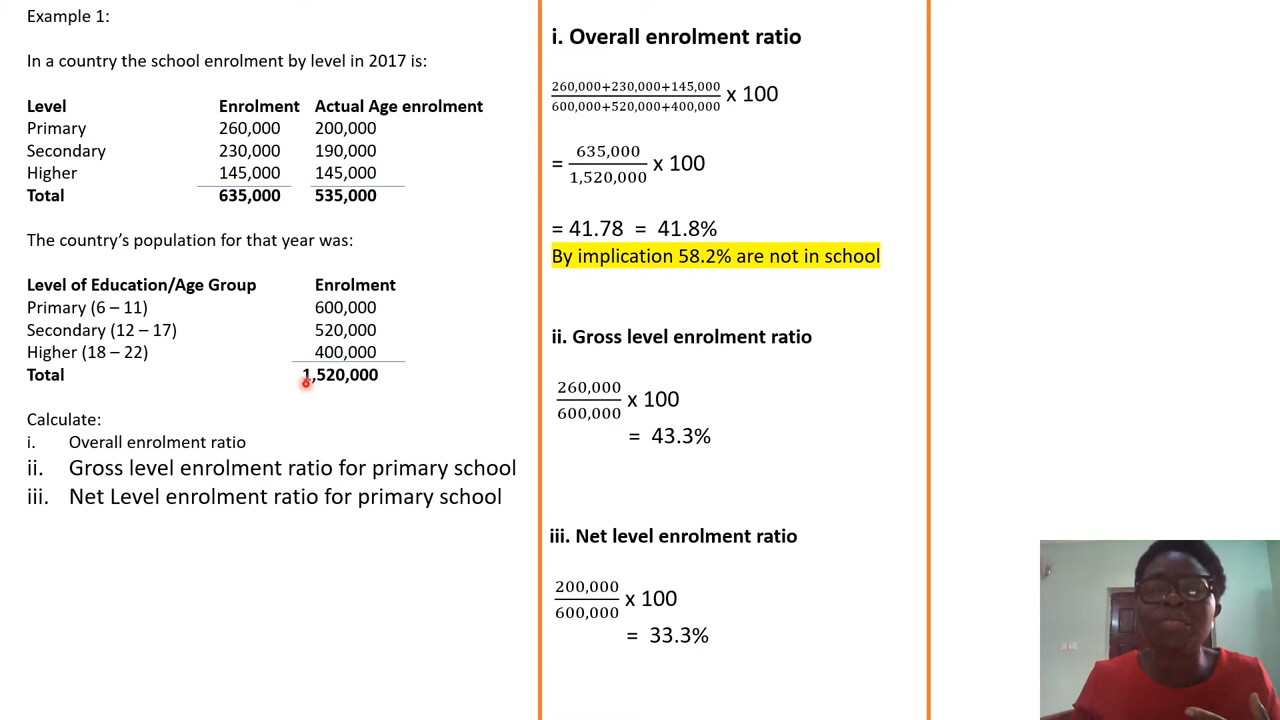 Example 1:
In a country the school enrolment by level in 2017 is:
Level Enrolment Actual Age enrolment
Primary 260,000 200,000
Secondary 230,000 190,000
Higher 145,000 145,000
Total 635,000 535,000
The country's population for that year was:
Level of Education/Age Group Enrolment
Primary (6 – 11) 600,000
Secondary (12 – 17) 520,000
Higher (18 – 22) 400,000
Total 1,520,000
Calculate:
i. Overall enrolment ratio
ii. Gross level enrolment ratio for primary school
iii. Net Level enrolment ratio for primary school
i. Overall enrolment ratio
260,000+230,000+145,000
600,000+520,000+400,000
x 100
=
635,000
1,520,000
x 100
= 41.78 = 41.8%
By implication 58.2% are not in school
ii. Gross level enrolment ratio
260,000
600,000
x 100
= 43.3%
iii. Net level enrolment ratio
200,000
600,000
x 100
= 33.3%